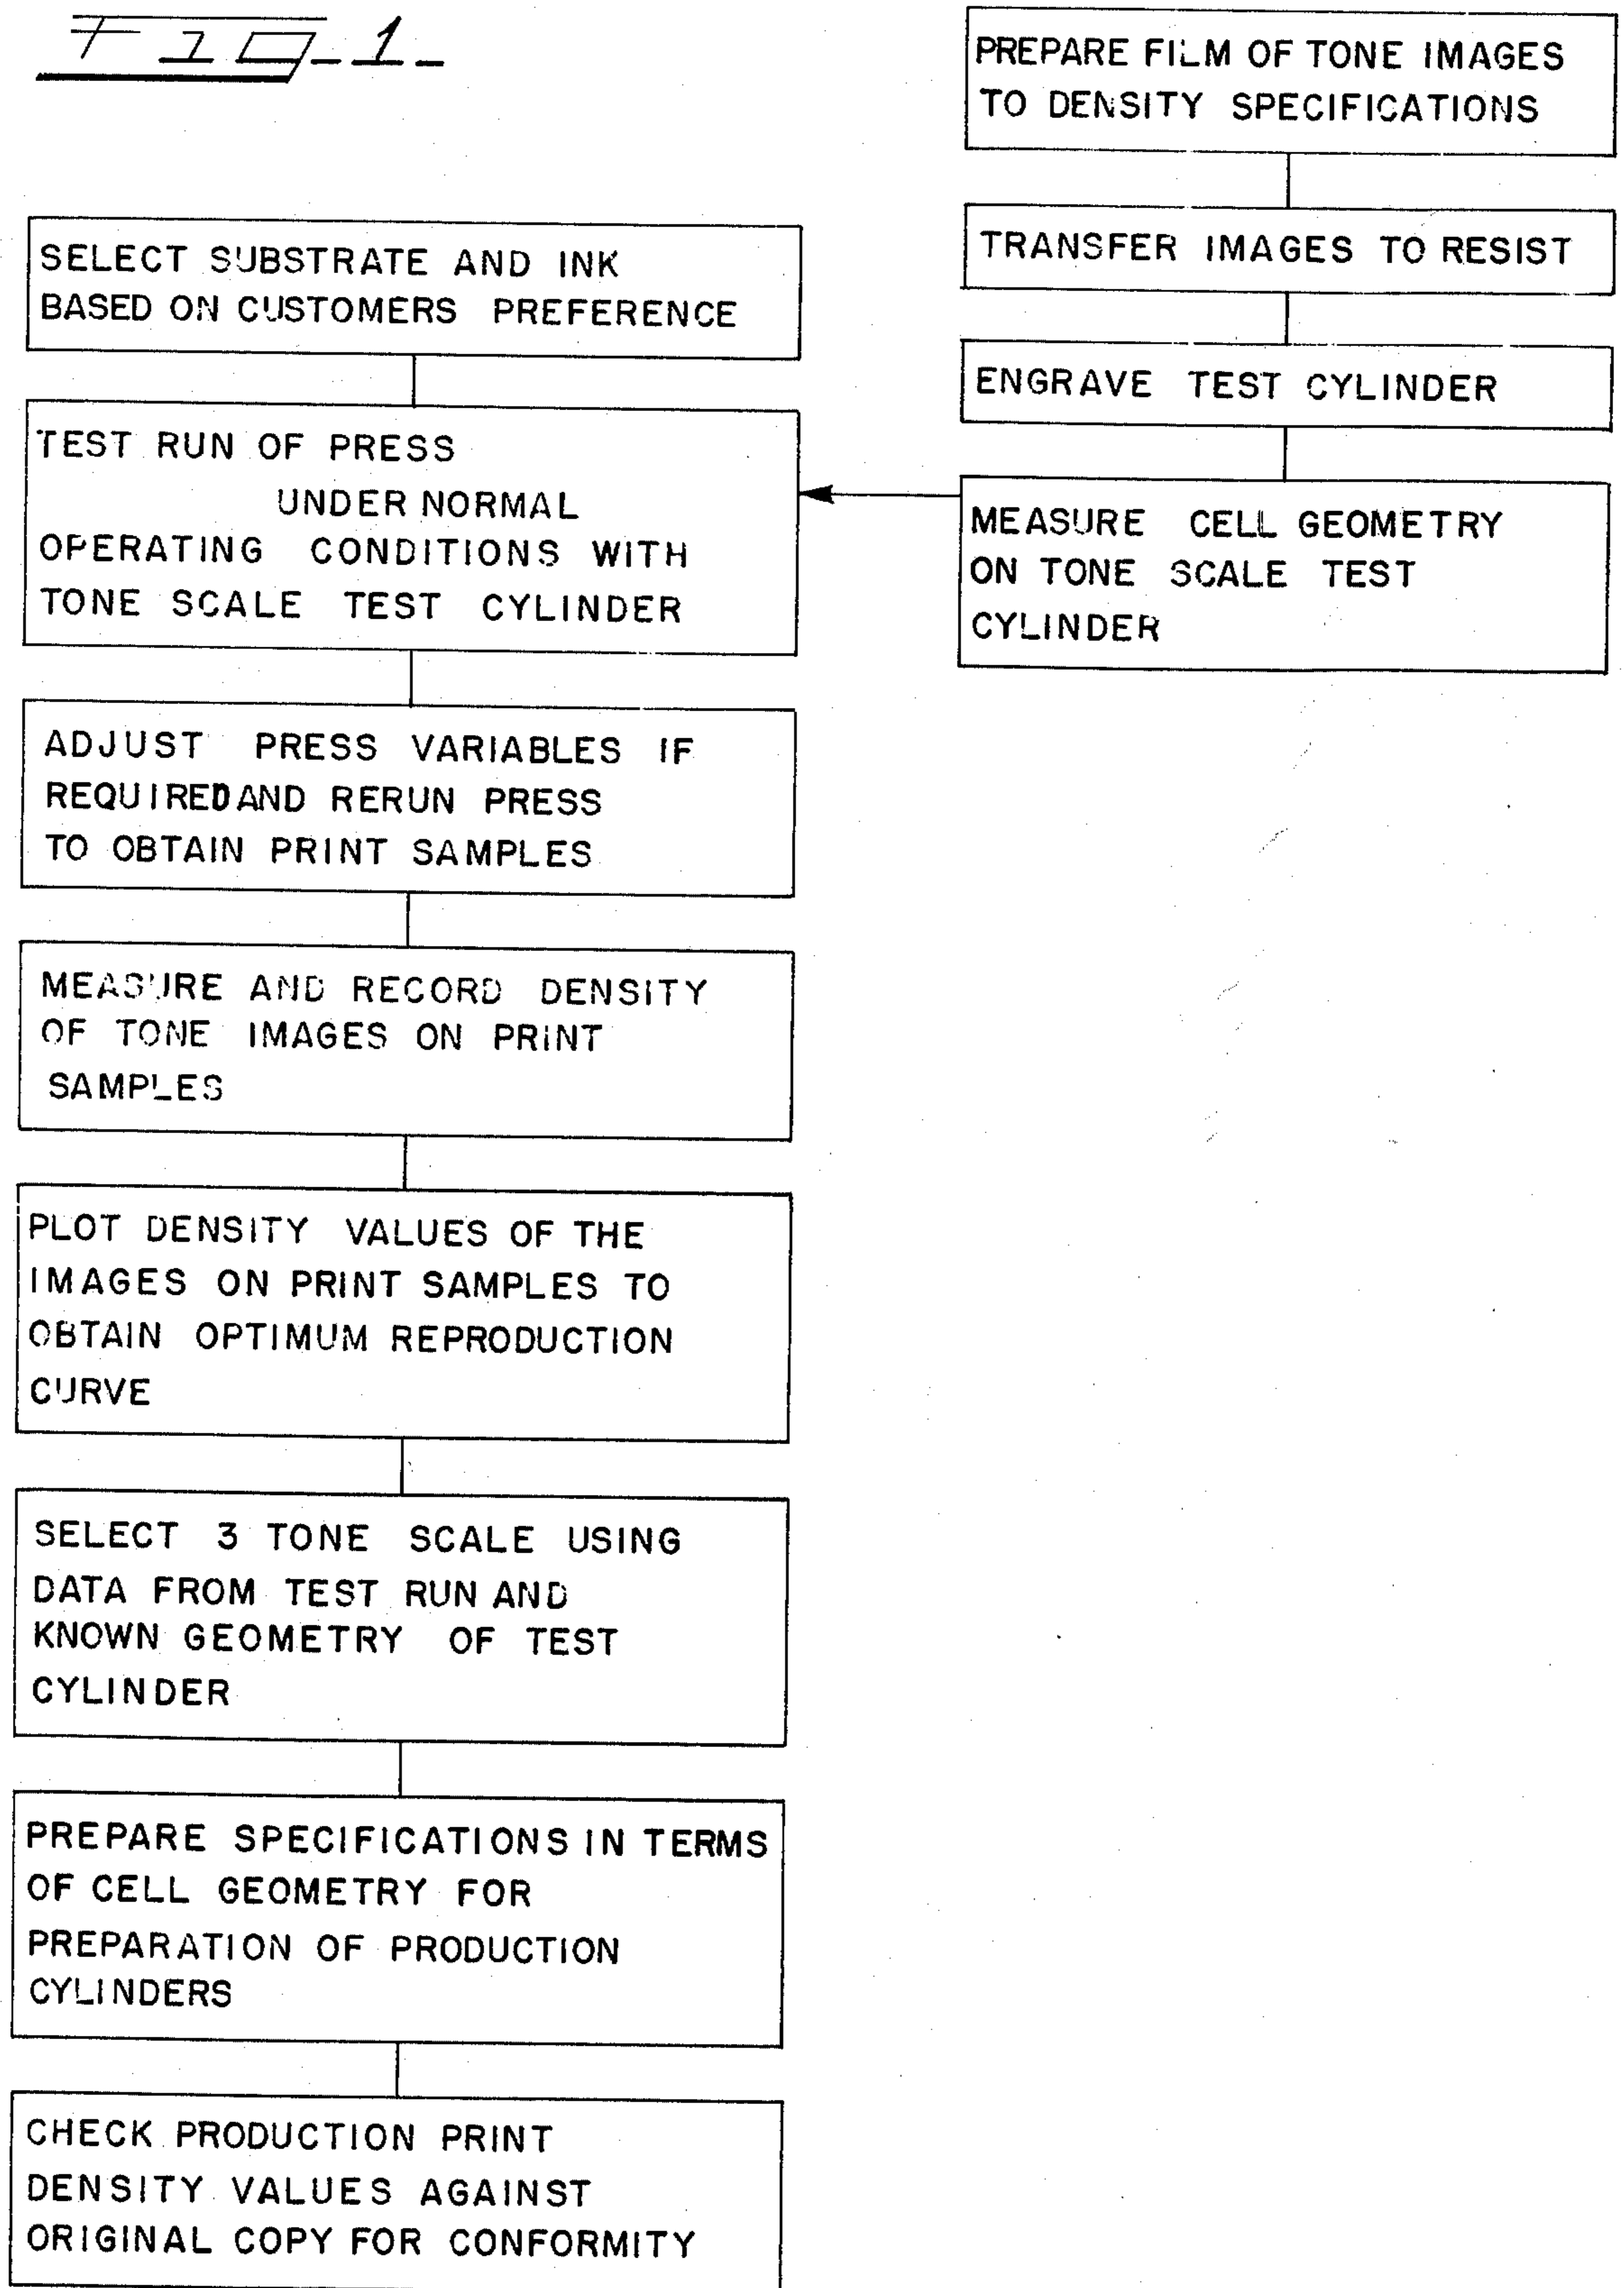 Fig-1-
PREPARE FILM OF TONE IMAGES
TO DENSITY SPECIFICATIONS
TRANSFER IMAGES TO RESIST
ENGRAVE TEST CYLINDER
MEASURE CELL GEOMETRY
ON TONE SCALE TEST
CYLINDER
SELECT SUBSTRATE AND INK
BASED ON CUSTOMERS PREFERENCE
TEST RUN OF PRESS
UNDER NORMAL
OPERATING CONDITIONS WITH
TONE SCALE TEST CYLINDER
ADJUST PRESS VARIABLES IF
REQUIRED AND RERUN PRESS
TO OBTAIN PRINT SAMPLES
MEASURE AND RECORD DENSITY
OF TONE IMAGES ON PRINT
SAMPLES
PLOT DENSITY VALUES OF THE
IMAGES ON PRINT SAMPLES TO
OBTAIN OPTIMUM REPRODUCTION
CURVE
SELECT 3 TONE SCALE USING
DATA FROM TEST RUN AND
KNOWN GEOMETRY OF TEST
CYLINDER
PREPARE SPECIFICATIONS IN TERMS
OF CELL GEOMETRY FOR
PREPARATION OF PRODUCTION
CYLINDERS
CHECK PRODUCTION PRINT
DENSITY VALUES AGAINST
ORIGINAL COPY FOR CONFORMITY